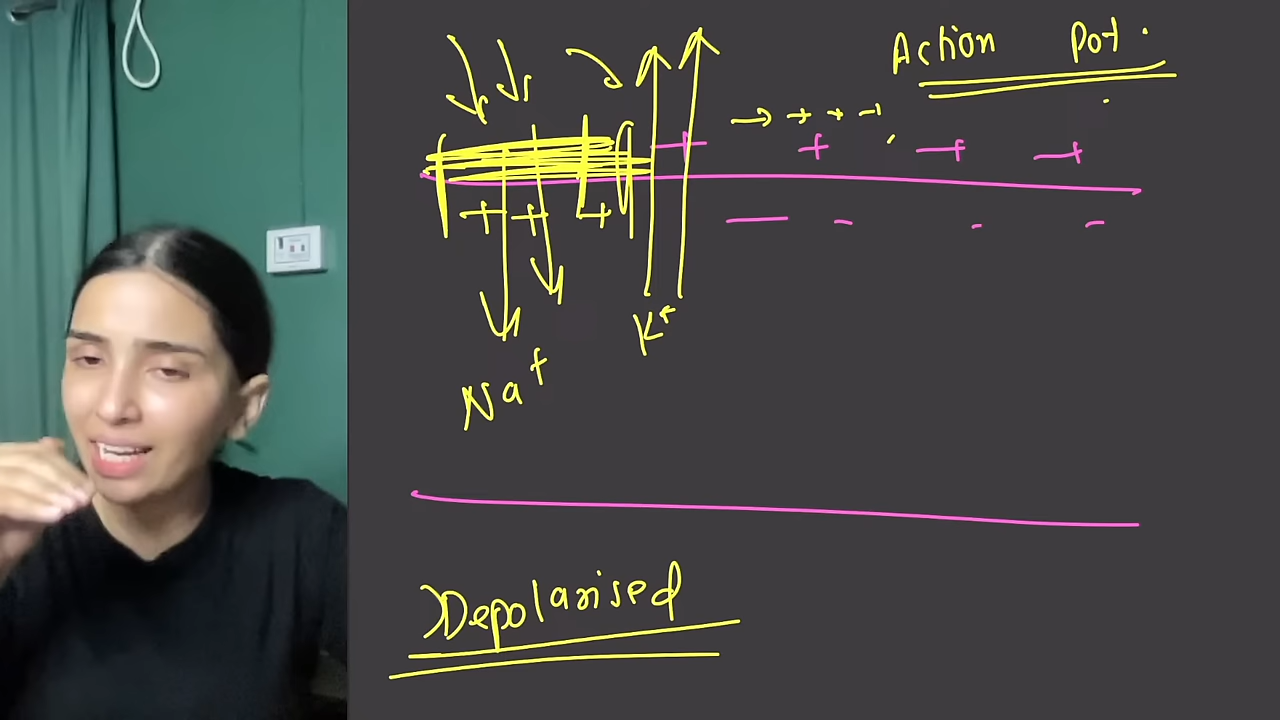 Action Pot.
→ + + -
+ + + +
+ + +
— - - -
K+
Na+
Depolarised